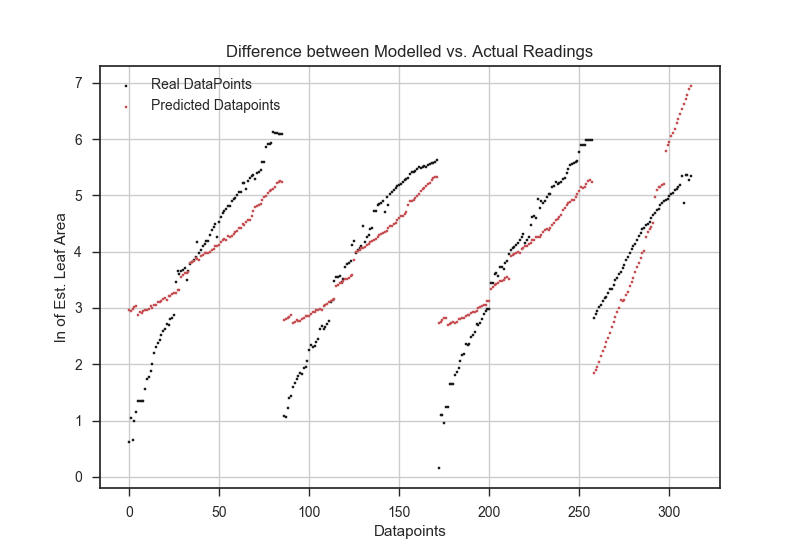 Difference between Modelled vs. Actual Readings
Real DataPoints
Predicted Datapoints
7
6
5
4
3
2
1
0
ln of Est. Leaf Area
0 50 100 150 200 250 300
Datapoints